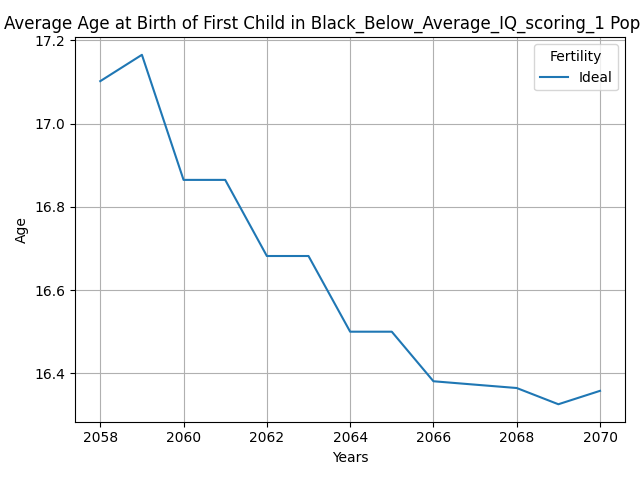 Average Age at Birth of First Child in Black_Below_Average_IQ_scoring_1 Pop
17.2
17.0
16.8
16.6
16.4
Age
Fertility
Ideal
2058 2060 2062 2064 2066 2068 2070
Years